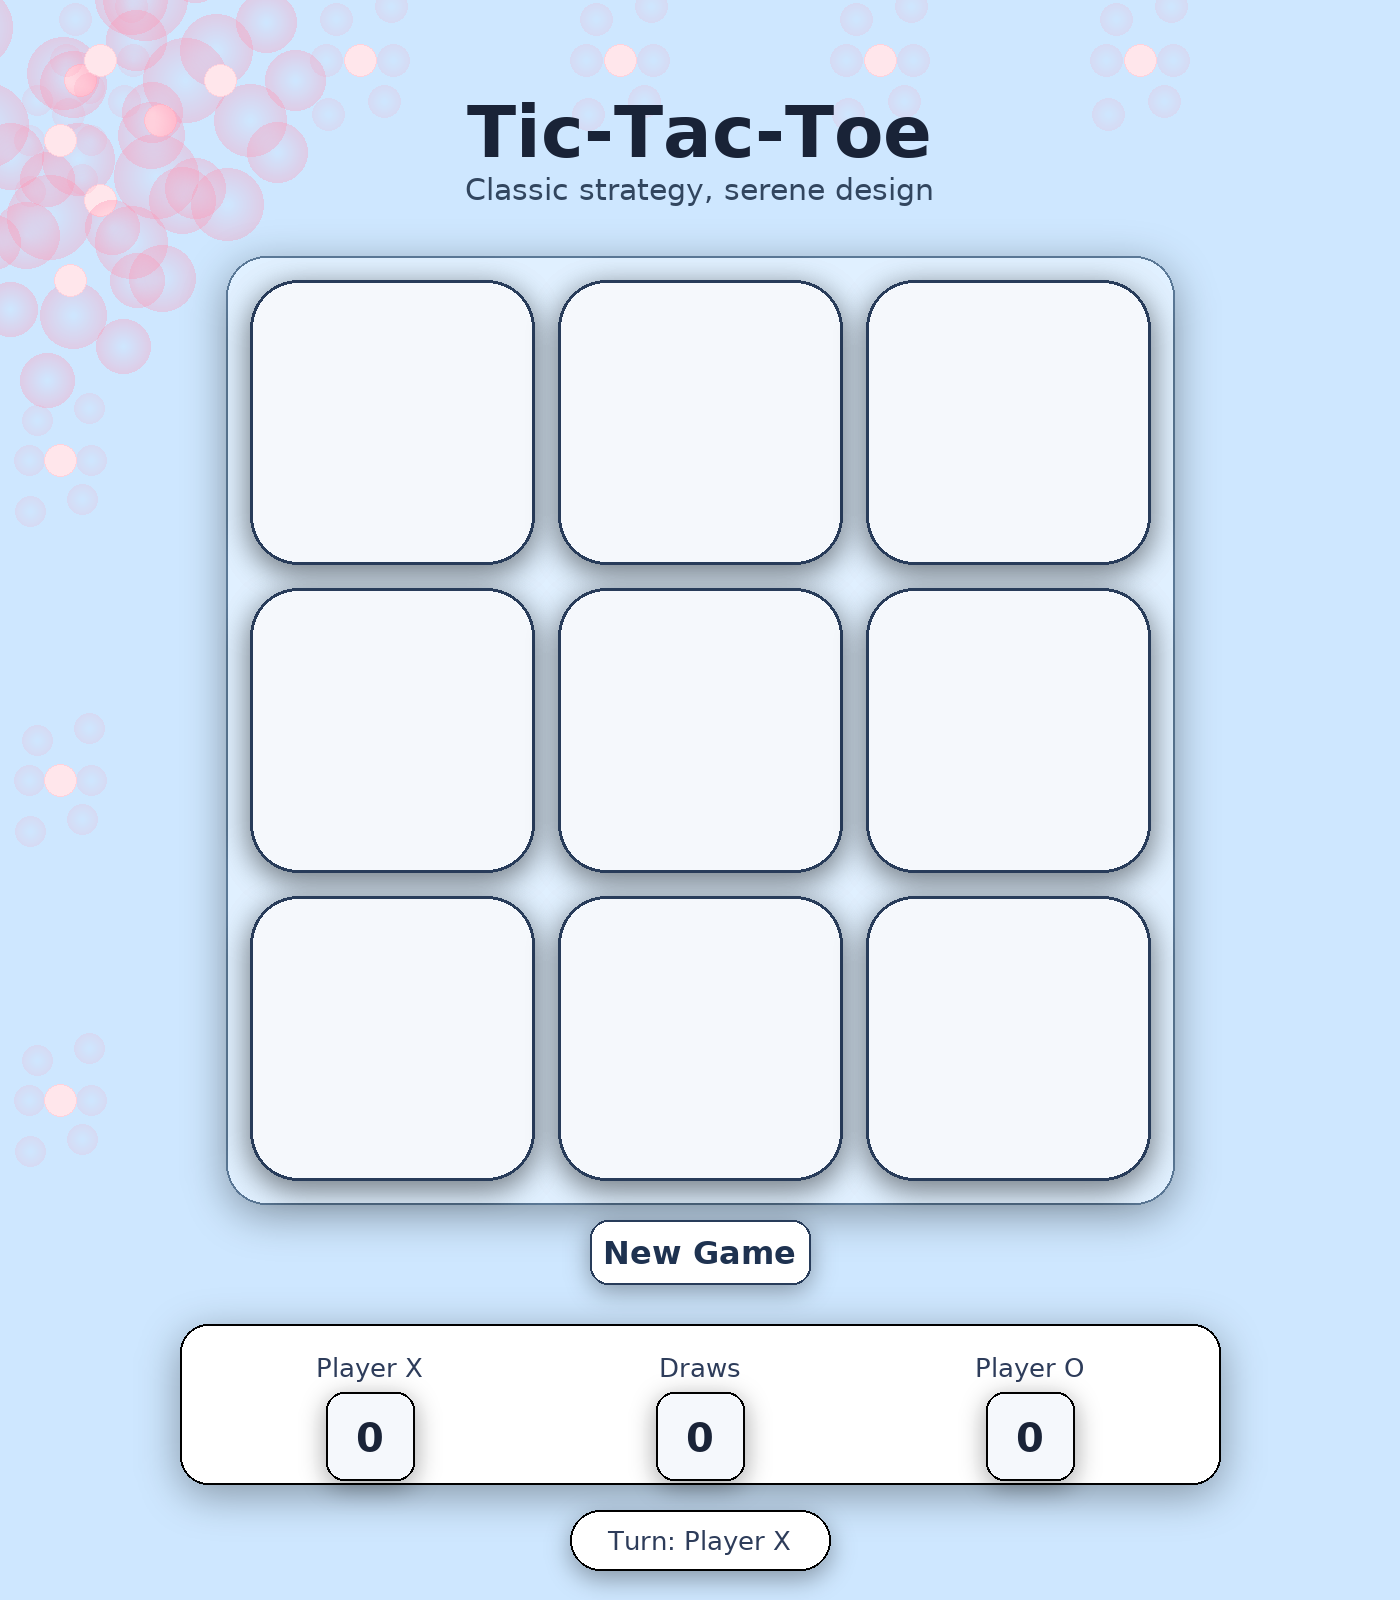 Tic-Tac-Toe
Classic strategy, serene design
New Game
Player X Draws Player O
0 0 0
Turn: Player X